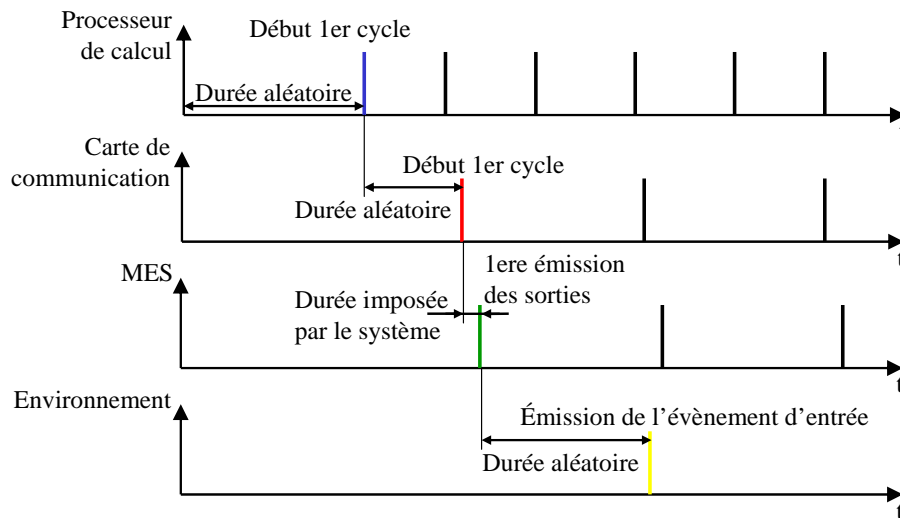 Processeur
de calcul
Début 1er cycle
Durée aléatoire
Carte de
communication
Début 1er cycle
Durée aléatoire
t
MES
1ere émission
des sorties
Durée imposée
par le système
t
Environnement
Émission de l’évènement d’entrée
Durée aléatoire
t